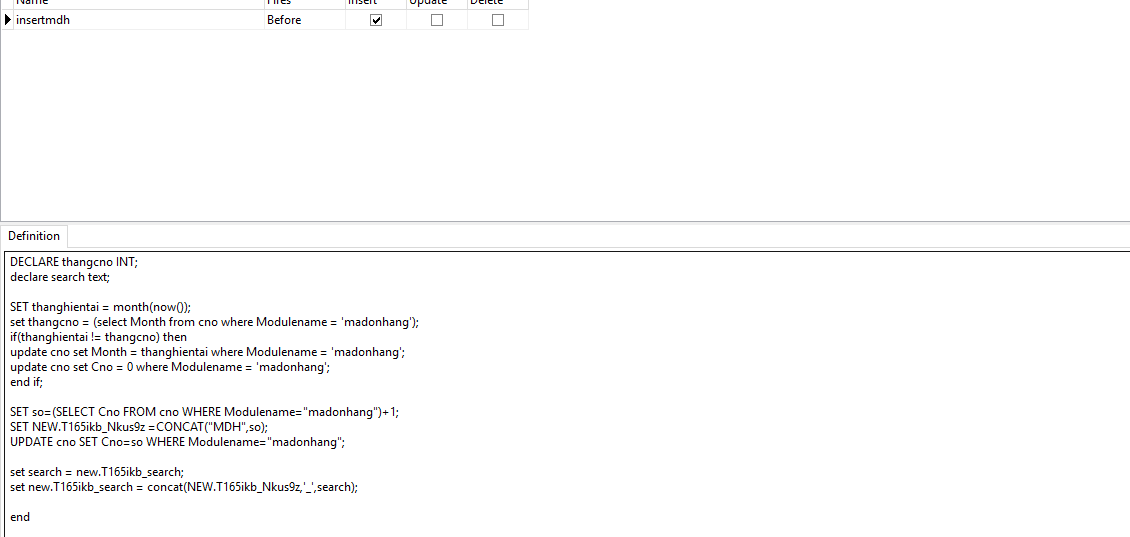 Name Fires Insert Update Delete
insertmdh Before
Definition
DECLARE thangcno INT;
declare search text;
SET thanghientai = month(now());
set thangcno = (select Month from cno where Modulename = 'madonhang');
if(thanghientai != thangcno) then
update cno set Month = thanghientai where Modulename = 'madonhang';
update cno set Cno = 0 where Modulename = 'madonhang';
end if;
SET so=(SELECT Cno FROM cno WHERE Modulename="madonhang")+1;
SET NEW.T165ikb_Nkus9z =CONCAT("MDH",so);
UPDATE cno SET Cno=so WHERE Modulename="madonhang";
set search = new.T165ikb_search;
set new.T165ikb_search = concat(NEW.T165ikb_Nkus9z,'_',search);
end